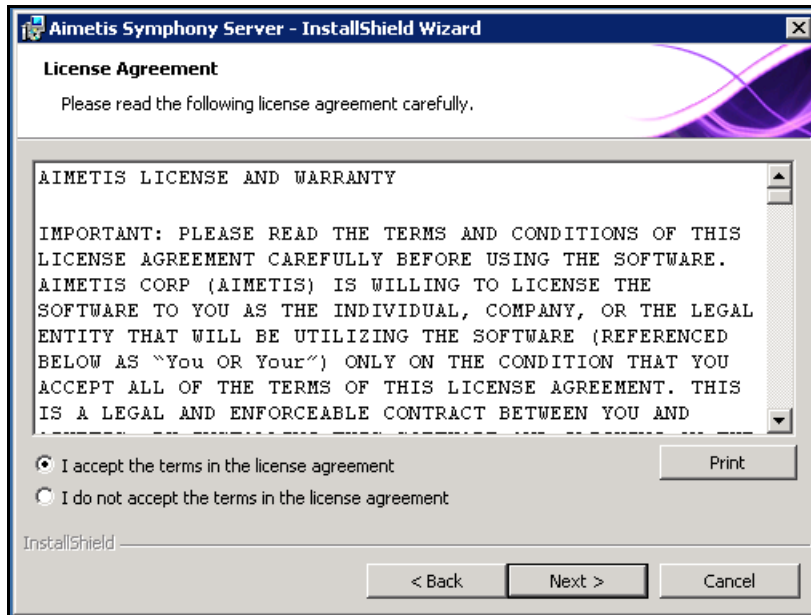 Aimetis Symphony Server - InstallShield Wizard
License Agreement
Please read the following license agreement carefully.
AIMETIS LICENSE AND WARRANTY
IMPORTANT: PLEASE READ THE TERMS AND CONDITIONS OF THIS
LICENSE AGREEMENT CAREFULLY BEFORE USING THE SOFTWARE.
AIMETIS CORP (AIMETIS) IS WILLING TO LICENSE THE
SOFTWARE TO YOU AS THE INDIVIDUAL, COMPANY, OR THE LEGAL
ENTITY THAT WILL BE UTILIZING THE SOFTWARE (REFERENCED
BELOW AS “You OR Your”) ONLY ON THE CONDITION THAT YOU
ACCEPT ALL OF THE TERMS OF THIS LICENSE AGREEMENT. THIS
IS A LEGAL AND ENFORCEABLE CONTRACT BETWEEN YOU AND
I accept the terms in the license agreement
Print
I do not accept the terms in the license agreement
InstallShield
< Back
Next >
Cancel